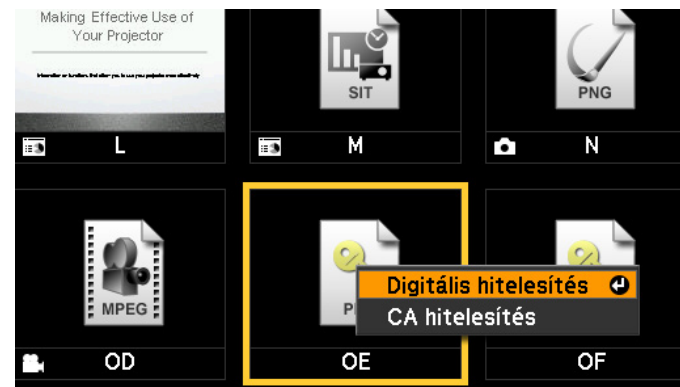 Making Effective Use of
Your Projector
SIT
PNG
L
M
N
MPEG
Digitális hitelesítés
CA hitelesítés
OD
OE
OF